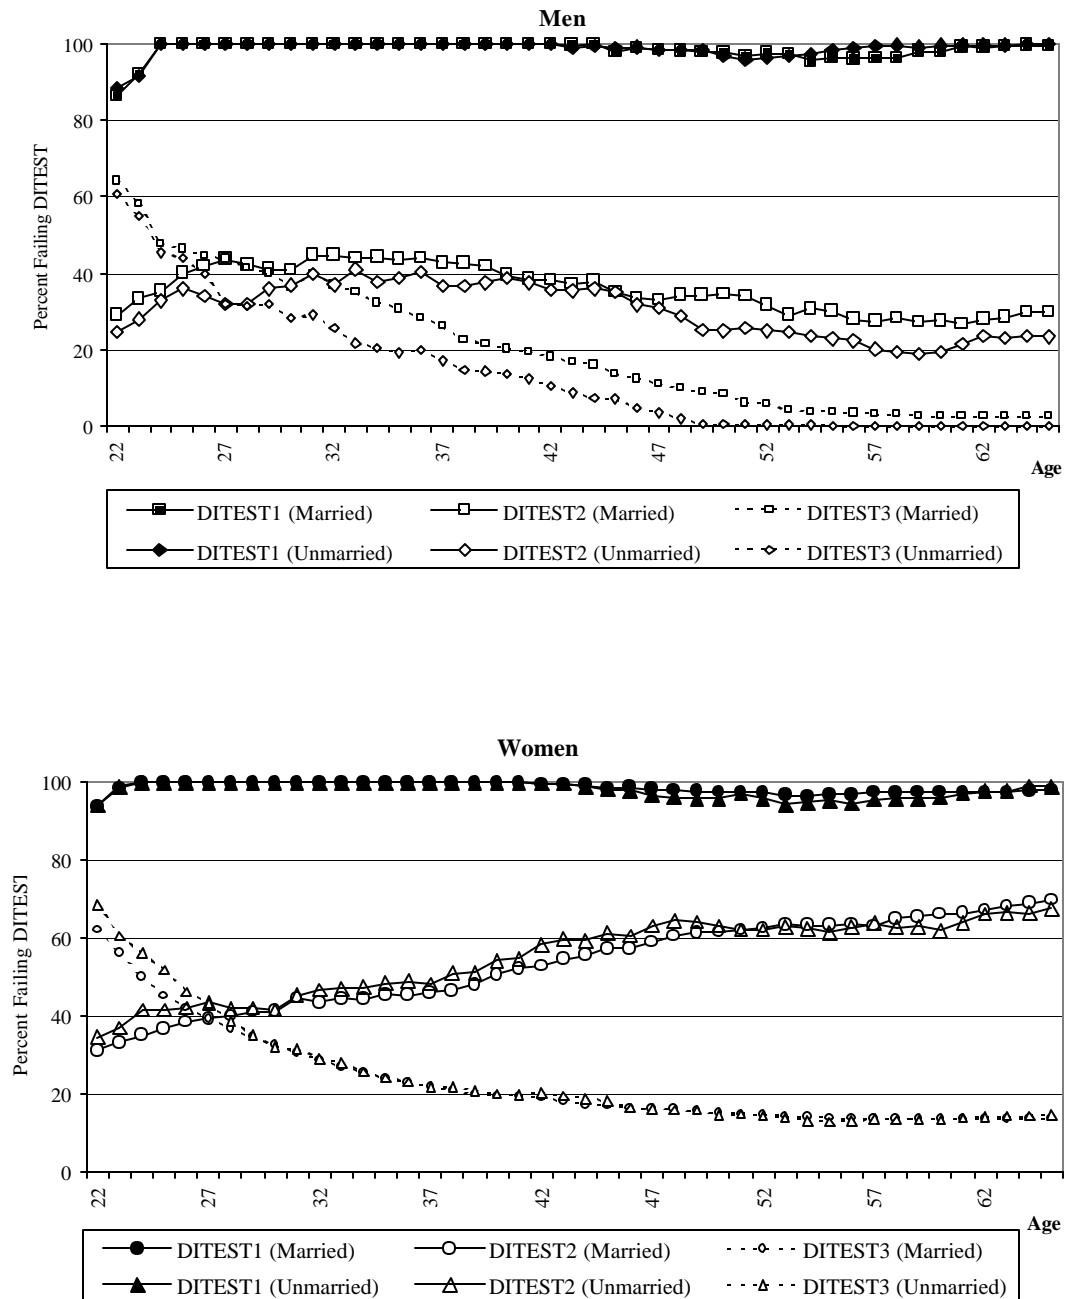 Men
Percent Failing DITEST
100
80
60
40
20
0
22 27 32 37 42 47 52 57 62
Age
DITEST1 (Married) DITEST2 (Married) DITEST3 (Married)
DITEST1 (Unmarried) DITEST2 (Unmarried) DITEST3 (Unmarried)
Women
Percent Failing DITEST
100
80
60
40
20
0
22 27 32 37 42 47 52 57 62
Age
DITEST1 (Married) DITEST2 (Married) DITEST3 (Married)
DITEST1 (Unmarried) DITEST2 (Unmarried) DITEST3 (Unmarried)